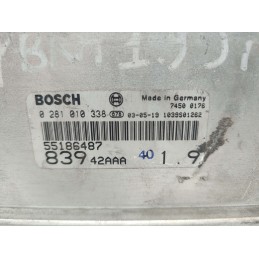 BOSCH
Made in Germany
7450 0176
0 281 010 338 03-05-19 1039S01262
55186487
839 42AAA 40 1.9